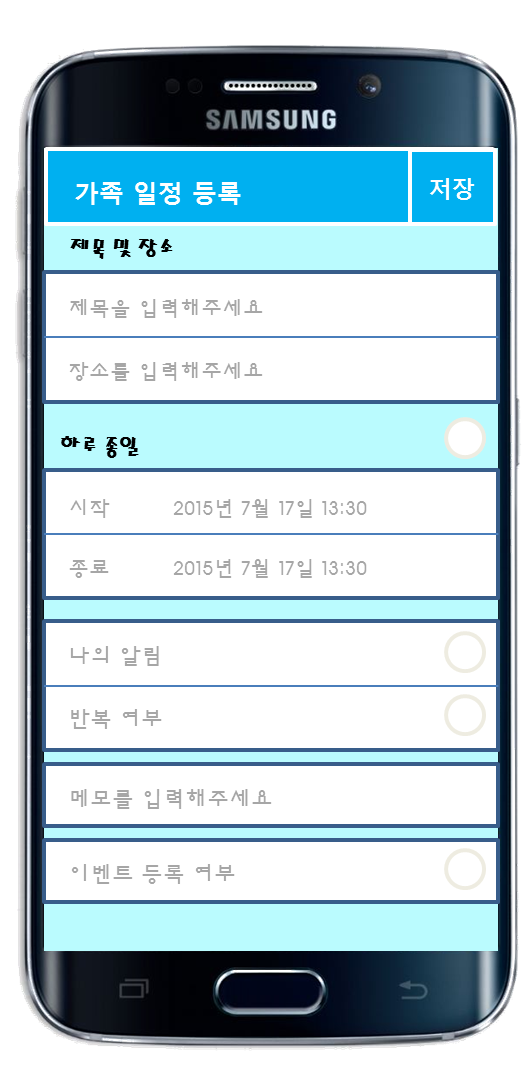 SAMSUNG
가족 일정 등록 저장
제목 및 장소
제목을 입력해주세요
장소를 입력해주세요
하루 종일
시작 2015년 7월 17일 13:30
종료 2015년 7월 17일 13:30
나의 알림
반복 여부
메모를 입력해주세요
이벤트 등록 여부